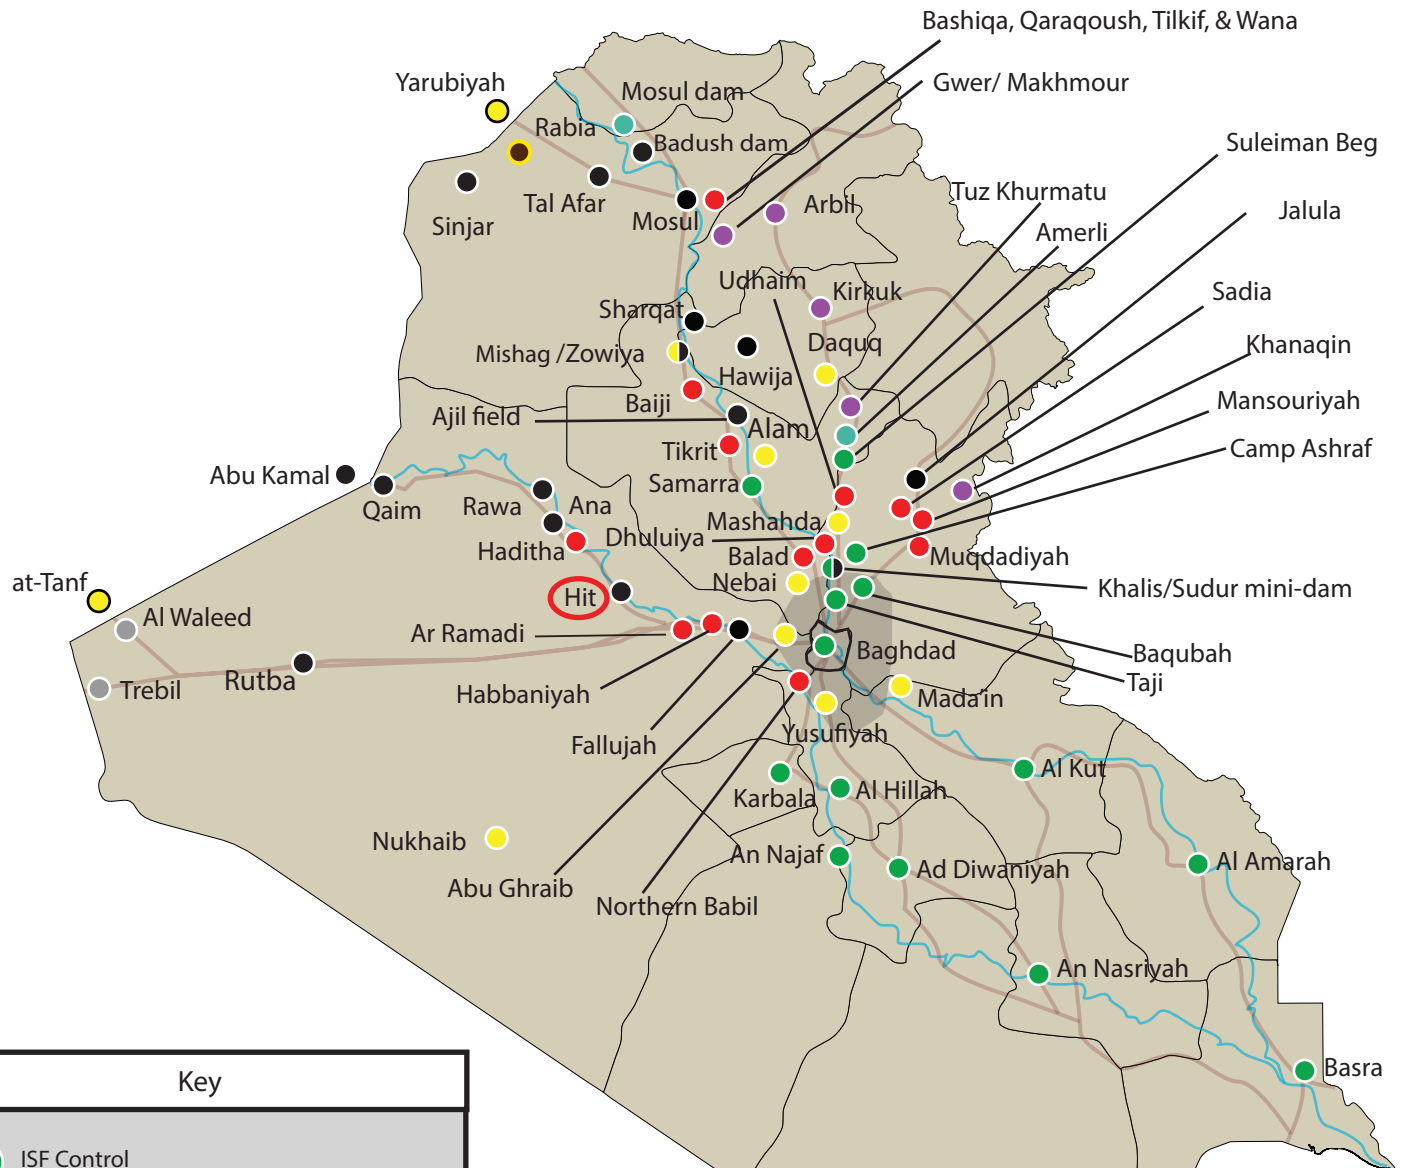 Bashiqa, Qaraqoush, Tilkif, & Wana
Yarubiyah
Mosul dam
Gwer/ Makhmour
Rabia
Badush dam
Suleiman Beg
Tal Afar
Tuz Khurmatu
Sinjar
Mosul
Arbil
Jalula
Amerli
Udhaim
Kirkuk
Sadia
Sharqat
Mishag /Zowiya
Daquq
Khanaqin
Hawija
Baiji
Mansouriyah
Ajil field
Alam
Tikrit
Camp Ashraf
Abu Kamal
Samarra
Qaim
Rawa
Ana
Mashahda
Dhuluiya
Haditha
Balad
Muqdadiyah
at-Tanf
Nebai
Khalis/Sudur mini-dam
Hit
Al Waleed
Ar Ramadi
Baghdad
Baqubah
Rutba
Trebil
Taji
Habbaniyah
Mada'in
Yusufiyah
Fallujah
Al Kut
Karbala
Al Hillah
Nukhaib
An Najaf
Al Amarah
Ad Diwaniyah
Abu Ghraib
Northern Babil
An Nasriyah
Basra
Key
ISF Control